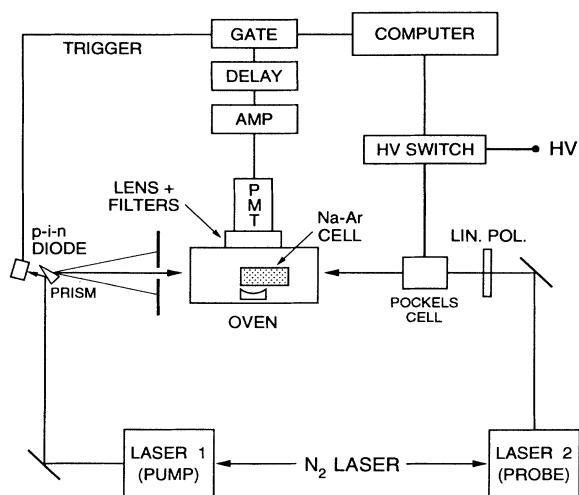 GATE
COMPUTER
TRIGGER
DELAY
AMP
HV SWITCH
HV
LENS +
FILTERS
P
M
T
Na-Ar
CELL
p-i-n
DIODE
LIN. POL.
PRISM
POCKELS
CELL
OVEN
LASER 1
(PUMP)
N₂ LASER
LASER 2
(PROBE)